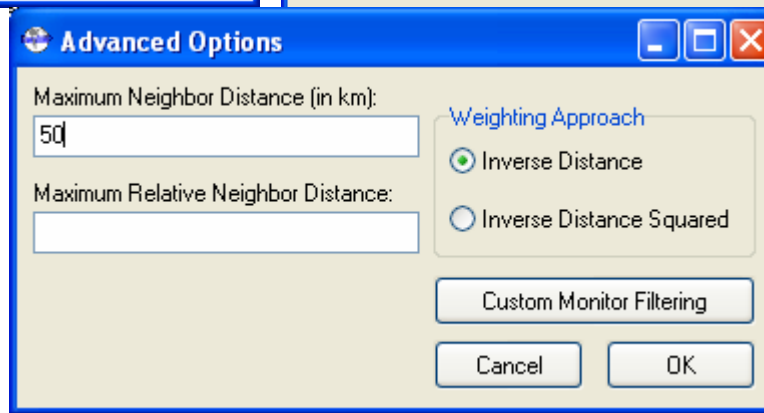 Advanced Options
Maximum Neighbor Distance (in km):
50
Maximum Relative Neighbor Distance:
Weighting Approach
Inverse Distance
Inverse Distance Squared
Custom Monitor Filtering
Cancel
OK